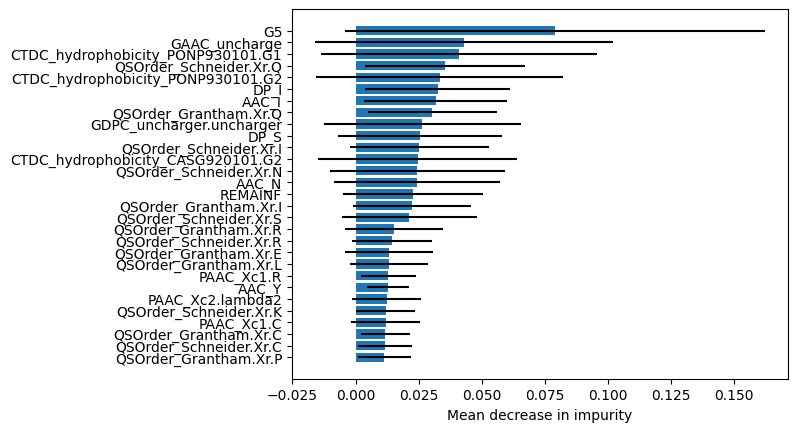 G5
GAAC_uncharge
CTDC_hydrophobicity_PONP930101.G1
QSOrder_Schneider.Xr.Q
CTDC_hydrophobicity_PONP930101.G2
DP_I
AAC_I
QSOrder_Grantham.Xr.Q
GDPC_uncharger.uncharger
DP_S
QSOrder_Schneider.Xr.I
CTDC_hydrophobicity_CASG920101.G2
QSOrder_Schneider.Xr.N
AAC_N
REMAINF
QSOrder_Grantham.Xr.I
QSOrder_Schneider.Xr.S
QSOrder_Grantham.Xr.R
QSOrder_Schneider.Xr.R
QSOrder_Grantham.Xr.E
QSOrder_Grantham.Xr.L
PAAC_Xc1.R
AAC_Y
PAAC_Xc2.lambda2
QSOrder_Schneider.Xr.K
PAAC_Xc1.C
QSOrder_Grantham.Xr.C
QSOrder_Schneider.Xr.C
QSOrder_Grantham.Xr.P
−0.025 0.000 0.025 0.050 0.075 0.100 0.125 0.150
Mean decrease in impurity